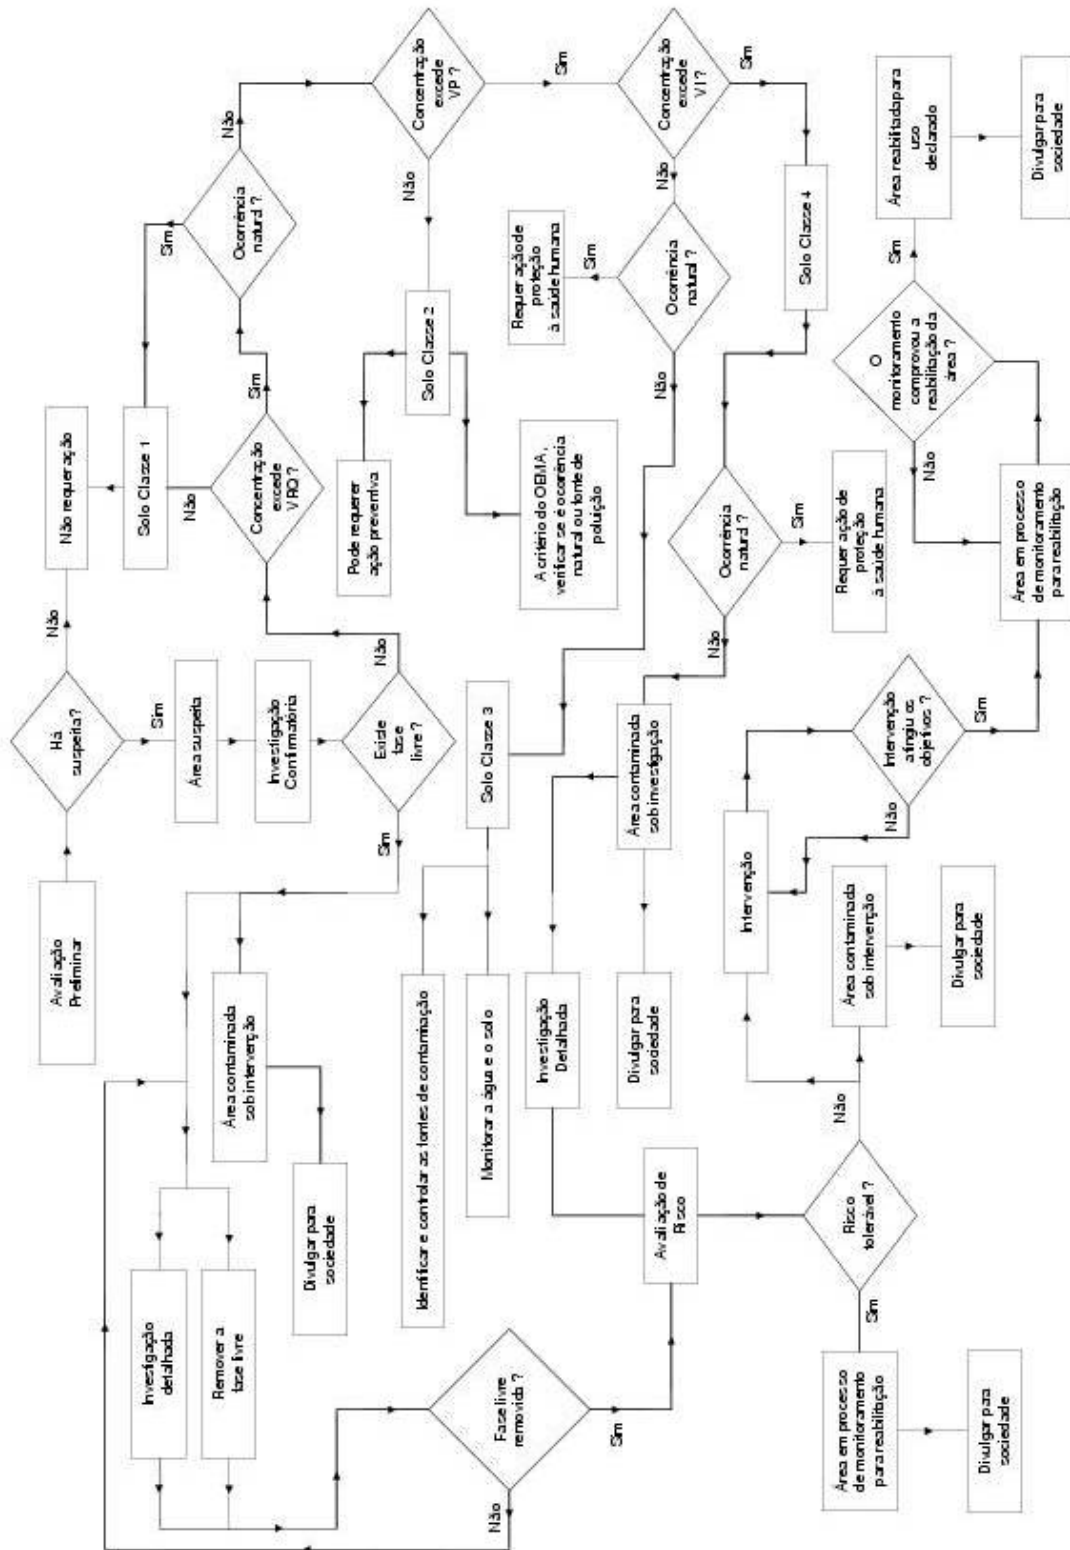 Avaliação
Preliminar
Há
suspeita?
Não
Não requer ação
Sim
Área suspeita
Investigação
Confirmatória
Existe
fase
livre ?
Não
Sim
Concentração
excede
VRQ ?
Não
Sim
Solo Classe 1
Ocorrência
natural ?
Sim
Não
Concentração
excede
VP ?
Não
Sim
Solo Classe 2
Pode requerer
ação preventiva
A critério do OEMA,
verificar se é ocorrência
natural ou fonte de
poluição
Concentração
excede
VI ?
Não
Sim
Ocorrência
natural ?
Sim
Não
Requer ação de
proteção
à saúde humana
Solo Classe 3
Identificar e controlar as fontes de contaminação
Monitorar a água e o solo
Solo Classe 4
Ocorrência
natural ?
Sim
Não
Requer ação de
proteção
à saúde humana
Área contaminada
sob investigação
Divulgar para
sociedade
Investigação
Detalhada
Área contaminada
sob intervenção
Divulgar para
sociedade
Investigação
detalhada
Remover a
fase livre
Fase livre
removida ?
Não
Sim
Avaliação de
Risco
Risco
tolerável ?
Sim
Não
Área em processo
de monitoramento
para reabilitação
Divulgar para
sociedade
Área contaminada
sob intervenção
Divulgar para
sociedade
Intervenção
Intervenção
atingiu os
objetivos ?
Não
Sim
Área em processo
de monitoramento
para reabilitação
O
monitoramento
comprovou a
reabilitação da
área ?
Não
Sim
Área reabilitada para
uso
declarado
Divulgar para
sociedade